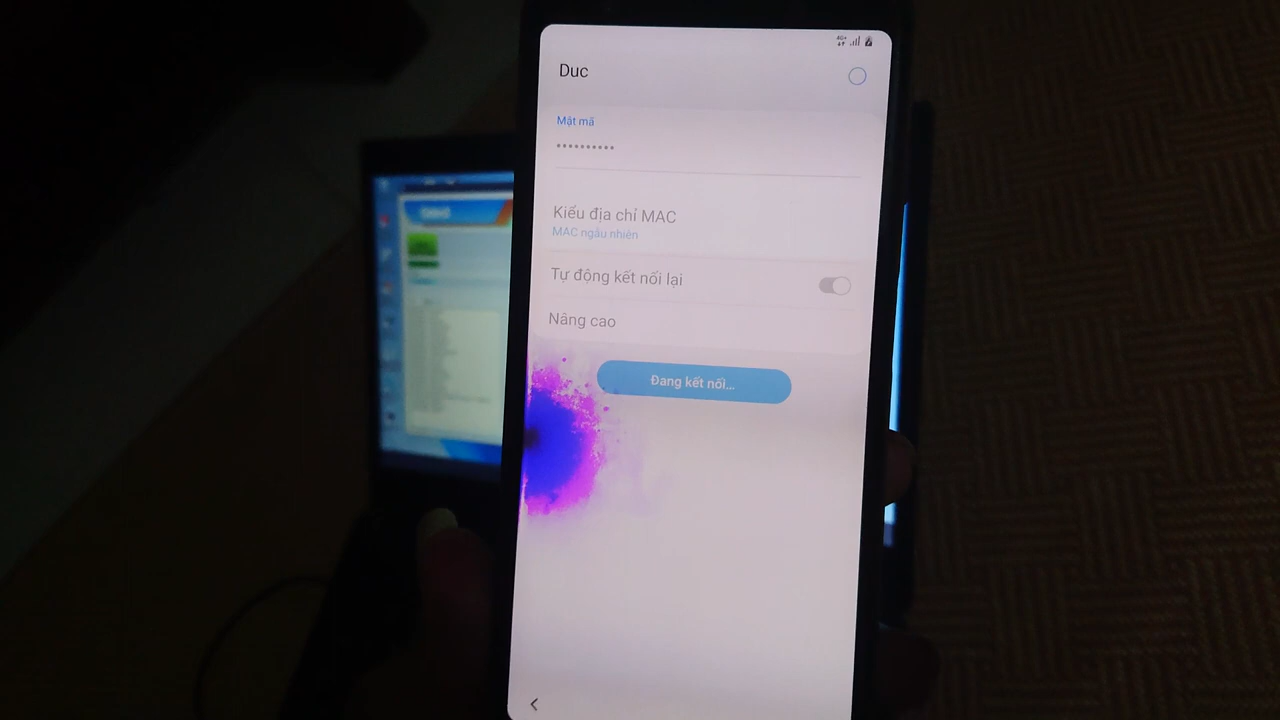 4G+
Duc
Mật mã
••••••••••
Kiểu địa chỉ MAC
MAC ngẫu nhiên
Tự động kết nối lại
Nâng cao
Đang kết nối...